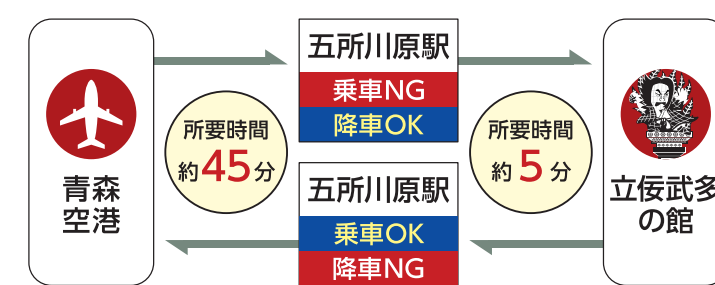 青森
空港
所要時間
約45分
五所川原駅
乗車NG
降車OK
五所川原駅
乗車OK
降車NG
所要時間
約5分
立佞武多
の館